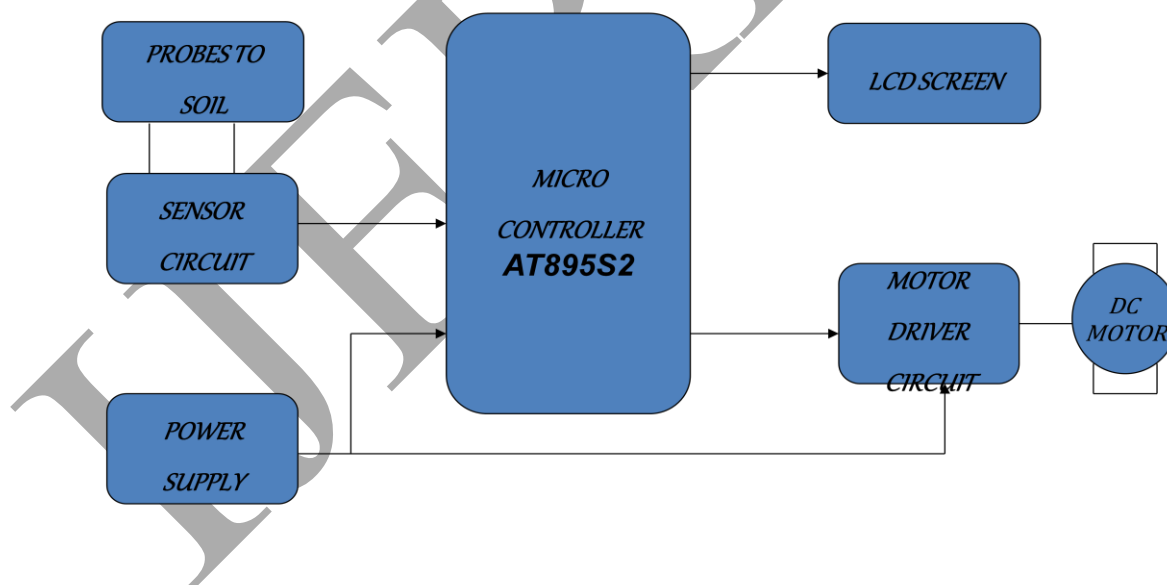 PROBES TO
SOIL
SENSOR
CIRCUIT
POWER
SUPPLY
MICRO
CONTROLLER
AT895S2
LCD SCREEN
MOTOR
DRIVER
CIRCUIT
DC
MOTOR